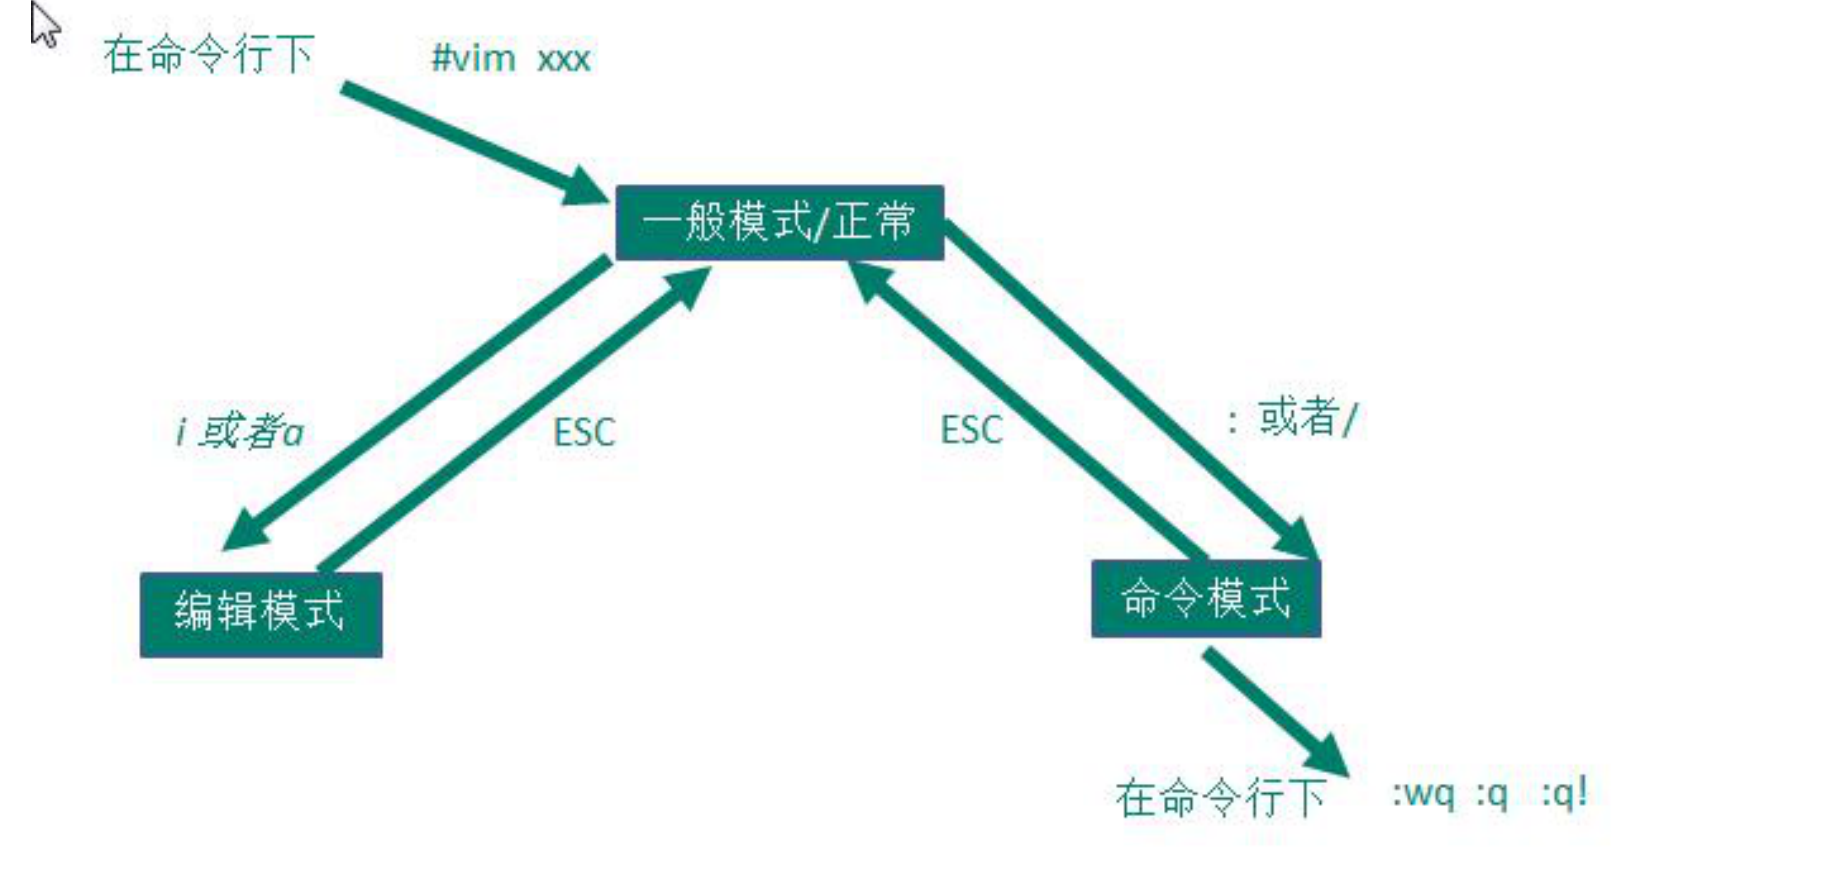 在命令行下 #vim xxx
一般模式/正常
i 或者a
ESC
ESC
: 或者/
编辑模式
命令模式
在命令行下 :wq :q :q!